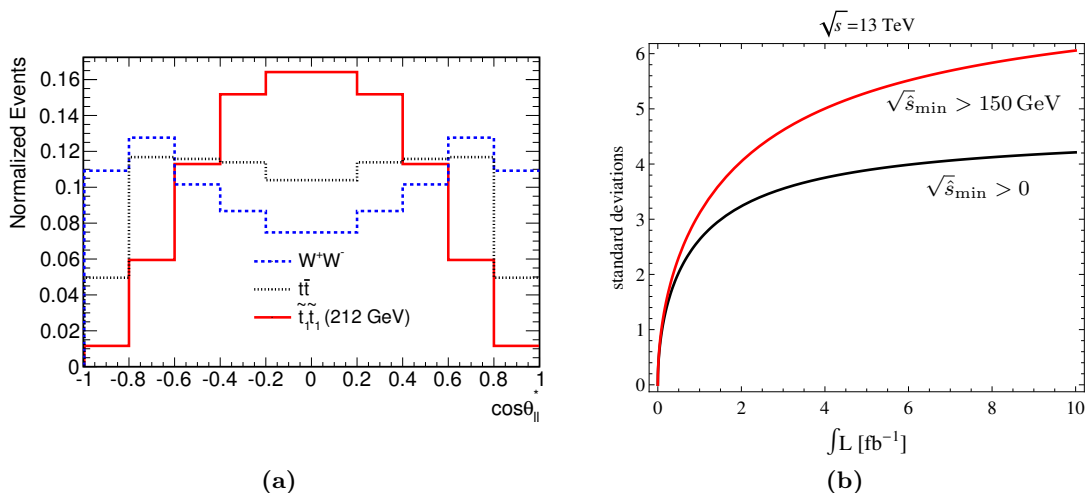 Normalized Events
0.16
0.14
0.12
0.1
0.08
0.06
0.04
0.02
0
-1 -0.8 -0.6 -0.4 -0.2 0 0.2 0.4 0.6 0.8 1
cosθ*ll
W⁺W⁻
tt̄
t̃₁t̃₁ (212 GeV)
(a)
√s =13 TeV
standard deviations
6
5
4
3
2
1
0
√ŝmin > 150 GeV
√ŝmin > 0
0 2 4 6 8 10
∫L [fb⁻¹]
(b)